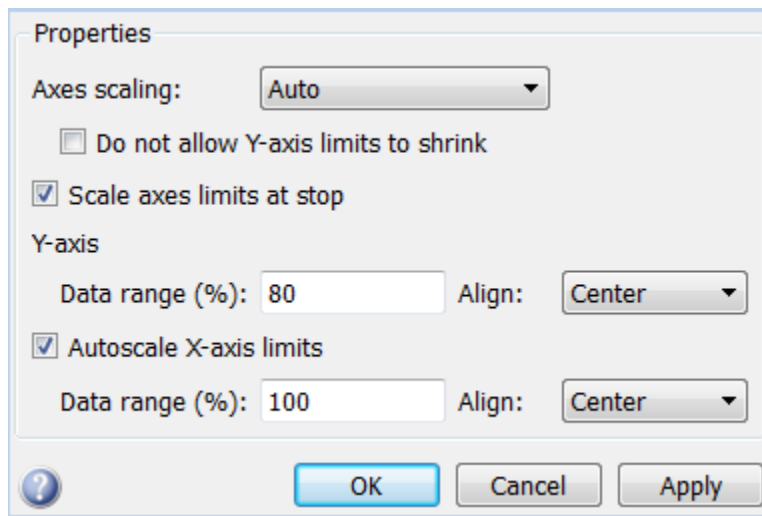 Properties
Axes scaling: Auto
Do not allow Y-axis limits to shrink
Scale axes limits at stop
Y-axis
Data range (%): 80 Align: Center
Autoscale X-axis limits
Data range (%): 100 Align: Center
? OK Cancel Apply